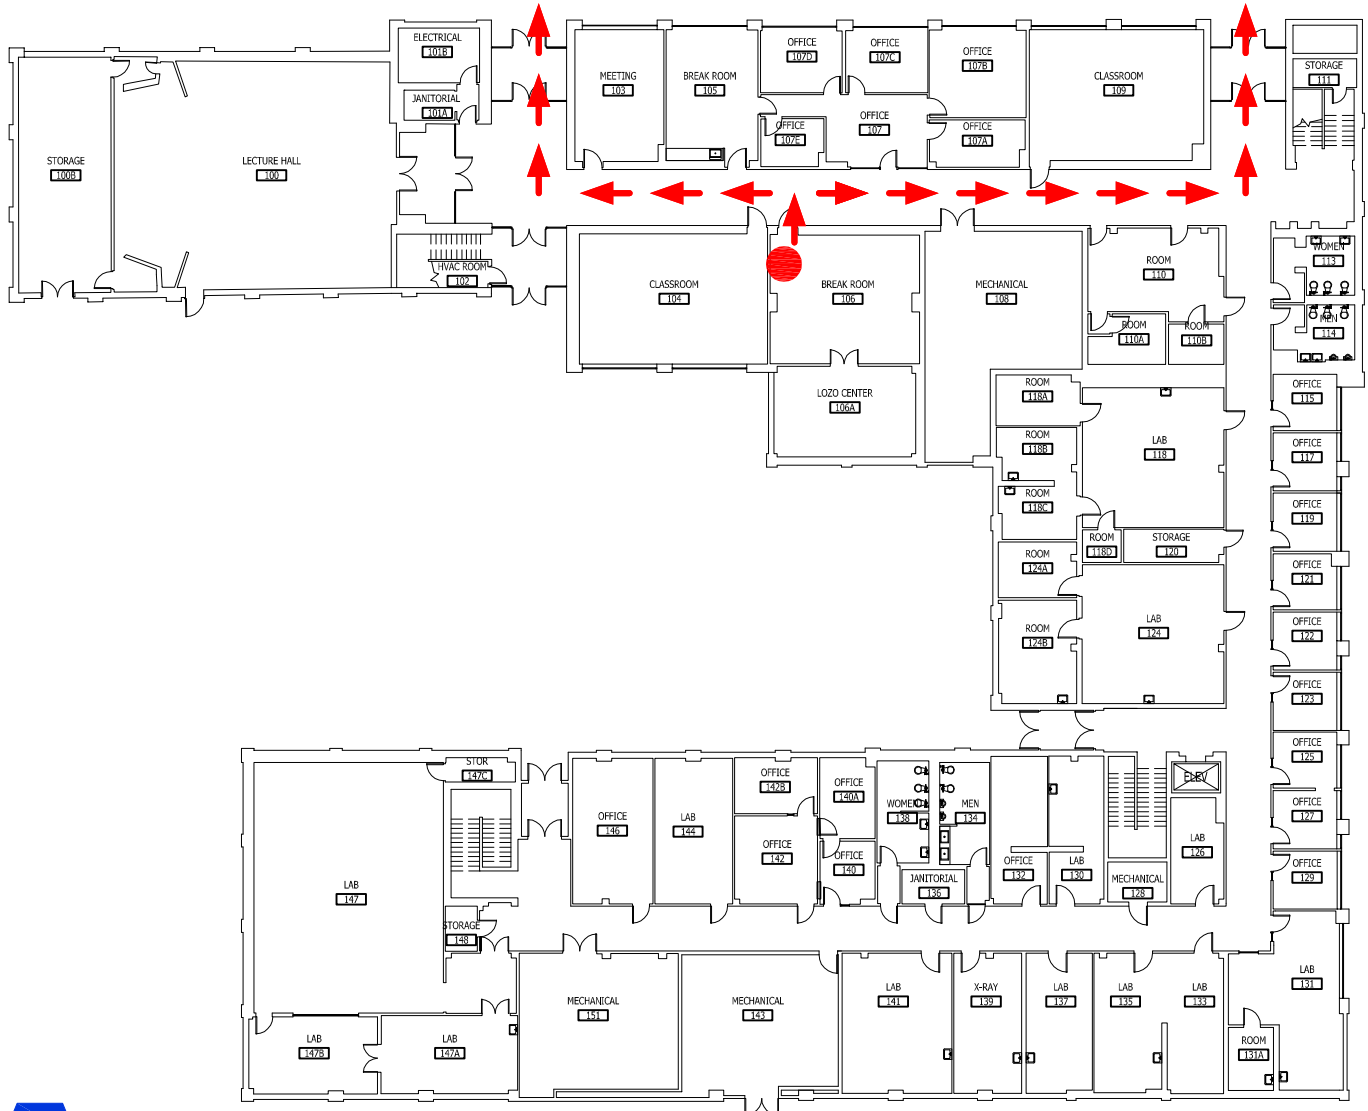 ELECTRICAL
101B
JANITORIAL
101A
STORAGE
100B
LECTURE HALL
100
HVAC ROOM
102
MEETING
103
BREAK ROOM
105
OFFICE
107D
OFFICE
107C
OFFICE
107B
OFFICE
107E
OFFICE
107
OFFICE
107A
CLASSROOM
109
STORAGE
111
CLASSROOM
104
BREAK ROOM
106
MECHANICAL
108
ROOM
110
ROOM
110A
ROOM
110B
WOMEN
113
MEN
114
LOZO CENTER
106A
ROOM
118A
ROOM
118B
ROOM
118C
LAB
118
ROOM
118D
STORAGE
120
ROOM
124A
ROOM
124B
LAB
124
OFFICE
115
OFFICE
117
OFFICE
119
OFFICE
121
OFFICE
122
OFFICE
123
OFFICE
125
OFFICE
127
OFFICE
129
STOR
147C
OFFICE
146
LAB
144
OFFICE
142B
OFFICE
142
OFFICE
140A
OFFICE
140
WOMEN
138
MEN
134
JANITORIAL
136
OFFICE
132
LAB
130
MECHANICAL
128
ELEV
LAB
126
LAB
147
STORAGE
148
LAB
147B
LAB
147A
MECHANICAL
151
MECHANICAL
143
LAB
141
X-RAY
139
LAB
137
LAB
135
LAB
133
LAB
131
ROOM
131A